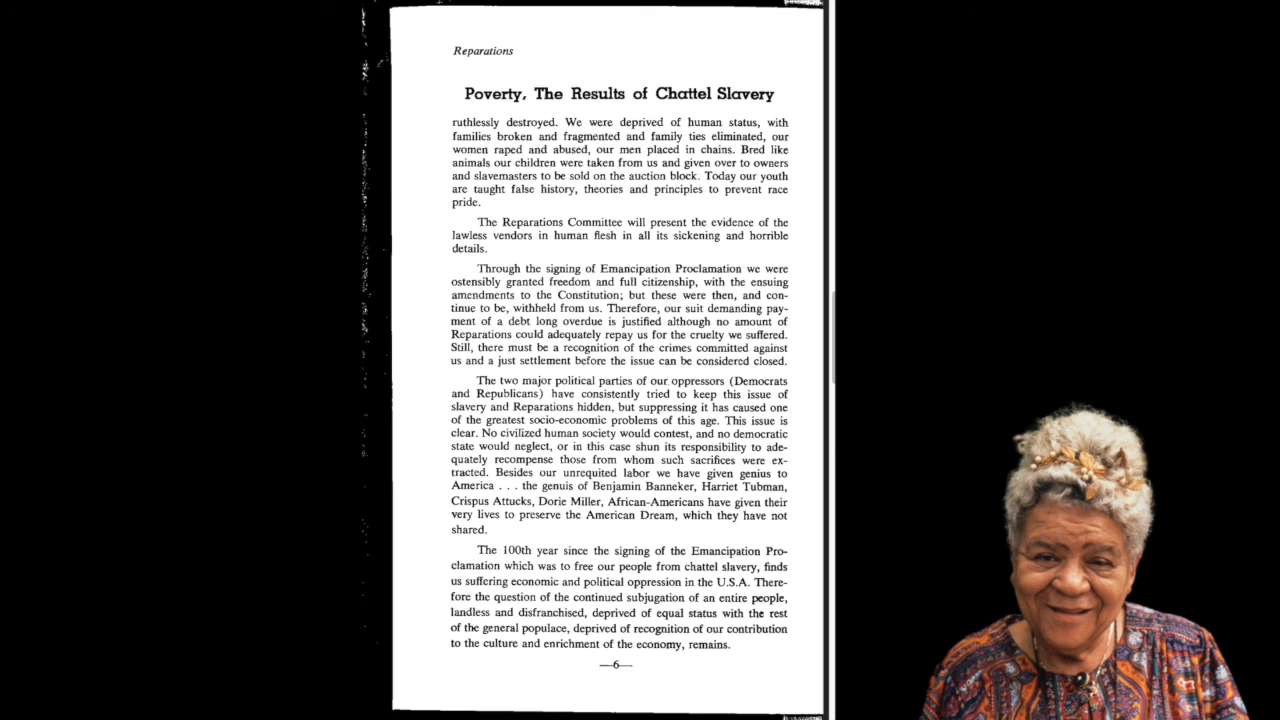 Reparations
Poverty, The Results of Chattel Slavery
ruthlessly destroyed. We were deprived of human status, with
families broken and fragmented and family ties eliminated, our
women raped and abused, our men placed in chains. Bred like
animals our children were taken from us and given over to owners
and slavemasters to be sold on the auction block. Today our youth
are taught false history, theories and principles to prevent race
pride.
The Reparations Committee will present the evidence of the
lawless vendors in human flesh in all its sickening and horrible
details.
Through the signing of Emancipation Proclamation we were
ostensibly granted freedom and full citizenship, with the ensuing
amendments to the Constitution; but these were then, and con-
tinue to be, withheld from us. Therefore, our suit demanding pay-
ment of a debt long overdue is justified although no amount of
Reparations could adequately repay us for the cruelty we suffered.
Still, there must be a recognition of the crimes committed against
us and a just settlement before the issue can be considered closed.
The two major political parties of our oppressors (Democrats
and Republicans) have consistently tried to keep this issue of
slavery and Reparations hidden, but suppressing it has caused one
of the greatest socio-economic problems of this age. This issue is
clear. No civilized human society would contest, and no democratic
state would neglect, or in this case shun its responsibility to ade-
quately recompense those from whom such sacrifices were ex-
tracted. Besides our unrequited labor we have given genius to
America . . . the genuis of Benjamin Banneker, Harriet Tubman,
Crispus Attucks, Dorie Miller, African-Americans have given their
very lives to preserve the American Dream, which they have not
shared.
The 100th year since the signing of the Emancipation Pro-
clamation which was to free our people from chattel slavery, finds
us suffering economic and political oppression in the U.S.A. There-
fore the question of the continued subjugation of an entire people,
landless and disfranchised, deprived of equal status with the rest
of the general populace, deprived of recognition of our contribution
to the culture and enrichment of the economy, remains.
—6—